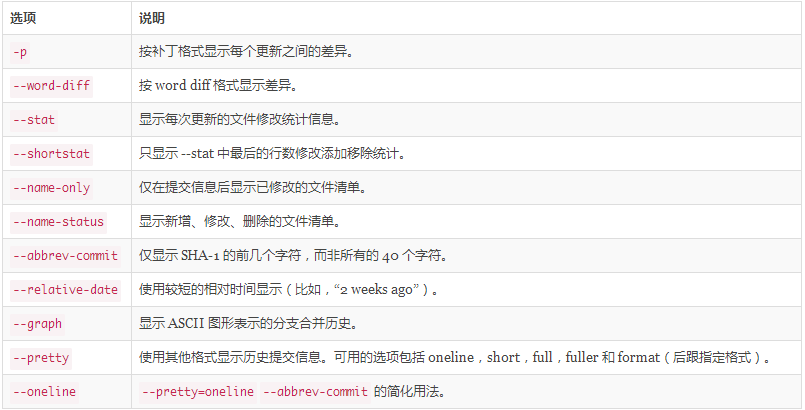 选项 说明
-p 按补丁格式显示每个更新之间的差异。
--word-diff 按 word diff 格式显示差异。
--stat 显示每次更新的文件修改统计信息。
--shortstat 只显示 --stat 中最后的行数修改添加移除统计。
--name-only 仅在提交信息后显示已修改的文件清单。
--name-status 显示新增、修改、删除的文件清单。
--abbrev-commit 仅显示 SHA-1 的前几个字符，而非所有的 40 个字符。
--relative-date 使用较短的相对时间显示（比如，“2 weeks ago”）。
--graph 显示 ASCII 图形表示的分支合并历史。
--pretty 使用其他格式显示历史提交信息。可用的选项包括 oneline，short，full，fuller 和 format（后跟指定格式）。
--oneline --pretty=oneline --abbrev-commit 的简化用法。